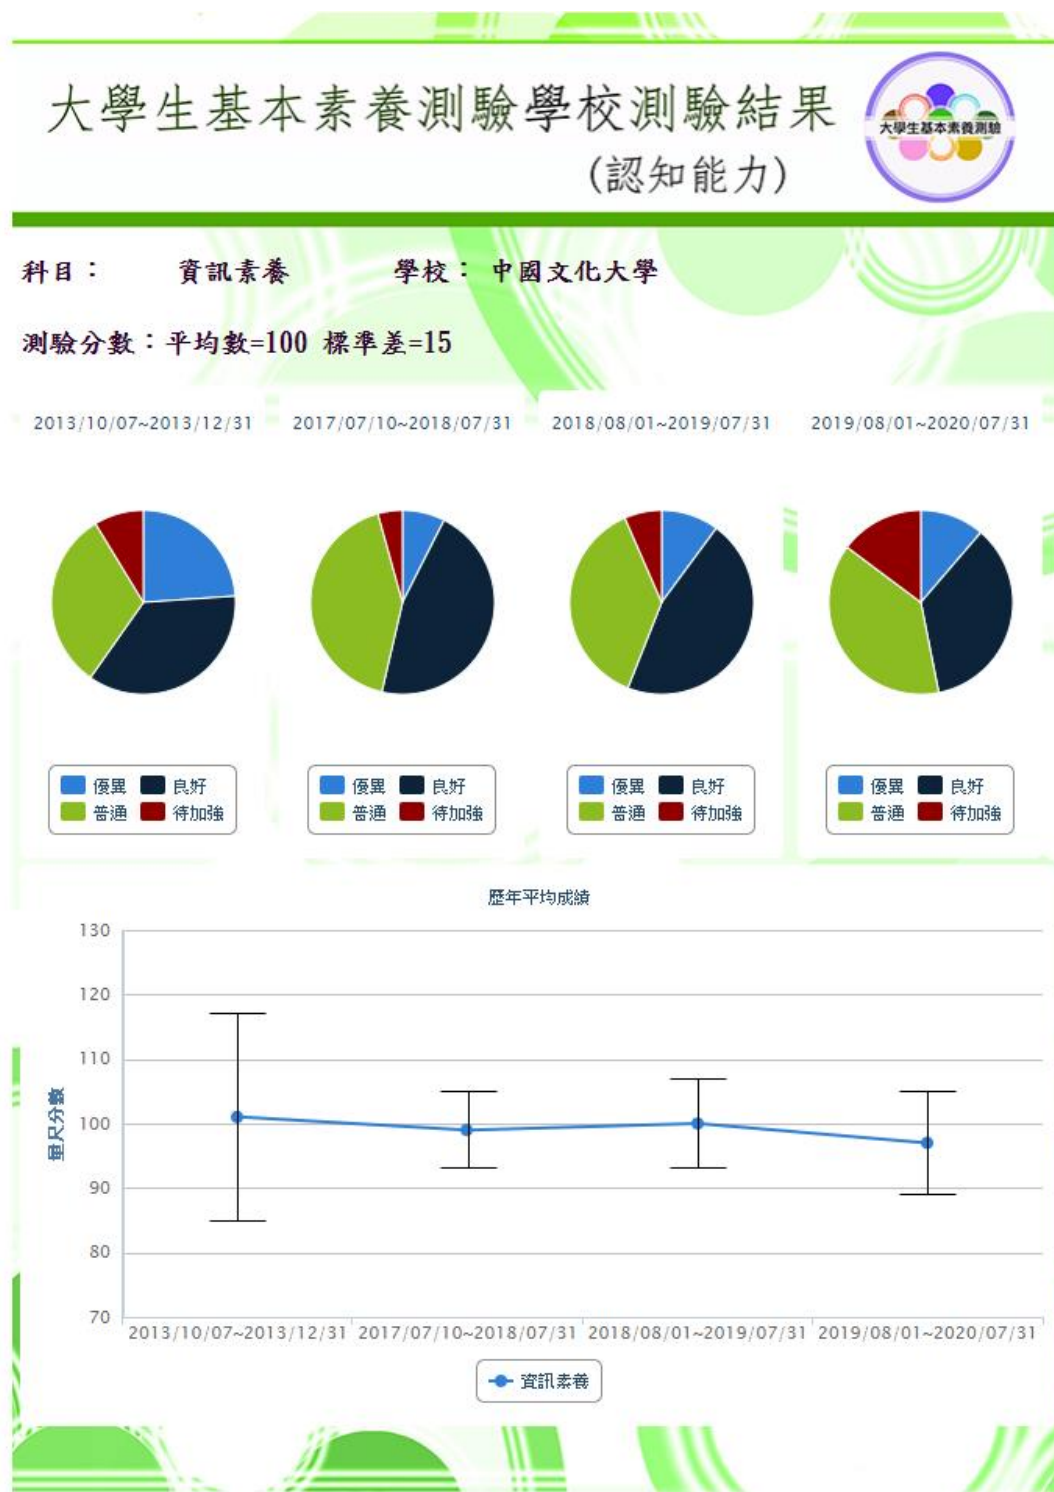 大學生基本素養測驗學校測驗結果
(認知能力)
大學生基本素養測驗
科目： 資訊素養 學校： 中國文化大學
測驗分數：平均數=100 標準差=15
2013/10/07~2013/12/31 2017/07/10~2018/07/31 2018/08/01~2019/07/31 2019/08/01~2020/07/31
優異 良好 優異 良好 優異 良好 優異 良好
普通 待加強 普通 待加強 普通 待加強 普通 待加強
歷年平均成績
量尺分數
130
120
110
100
90
80
70
2013/10/07~2013/12/31 2017/07/10~2018/07/31 2018/08/01~2019/07/31 2019/08/01~2020/07/31
資訊素養